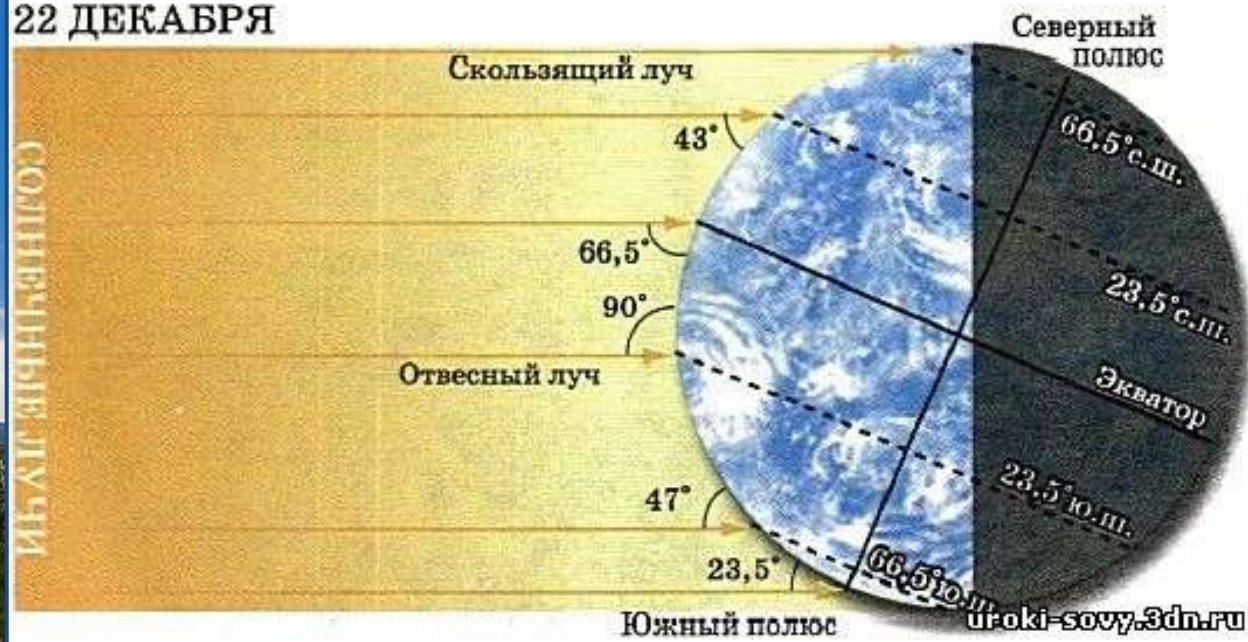 22 ДЕКАБРЯ
Северный
полюс
Скользящий луч
43°
66,5°с.ш.
СОЛНЕЧНЫЕ ЛУЧИ
66,5°
23,5°с.ш.
90°
Отвесный луч
Экватор
47°
23,5°ю.ш.
23,5°
66,5°ю.ш.
Южный полюс
uroki-sovy.3dn.ru